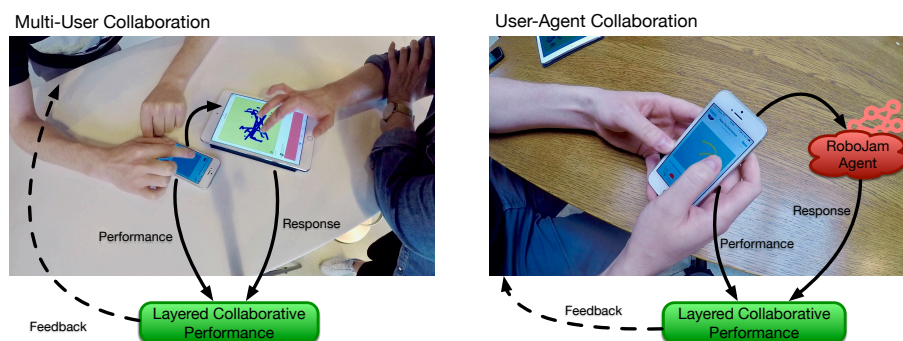 Multi-User Collaboration
User-Agent Collaboration
Performance
Response
Feedback
Layered Collaborative
Performance
RoboJam
Agent
Response
Performance
Feedback
Layered Collaborative
Performance